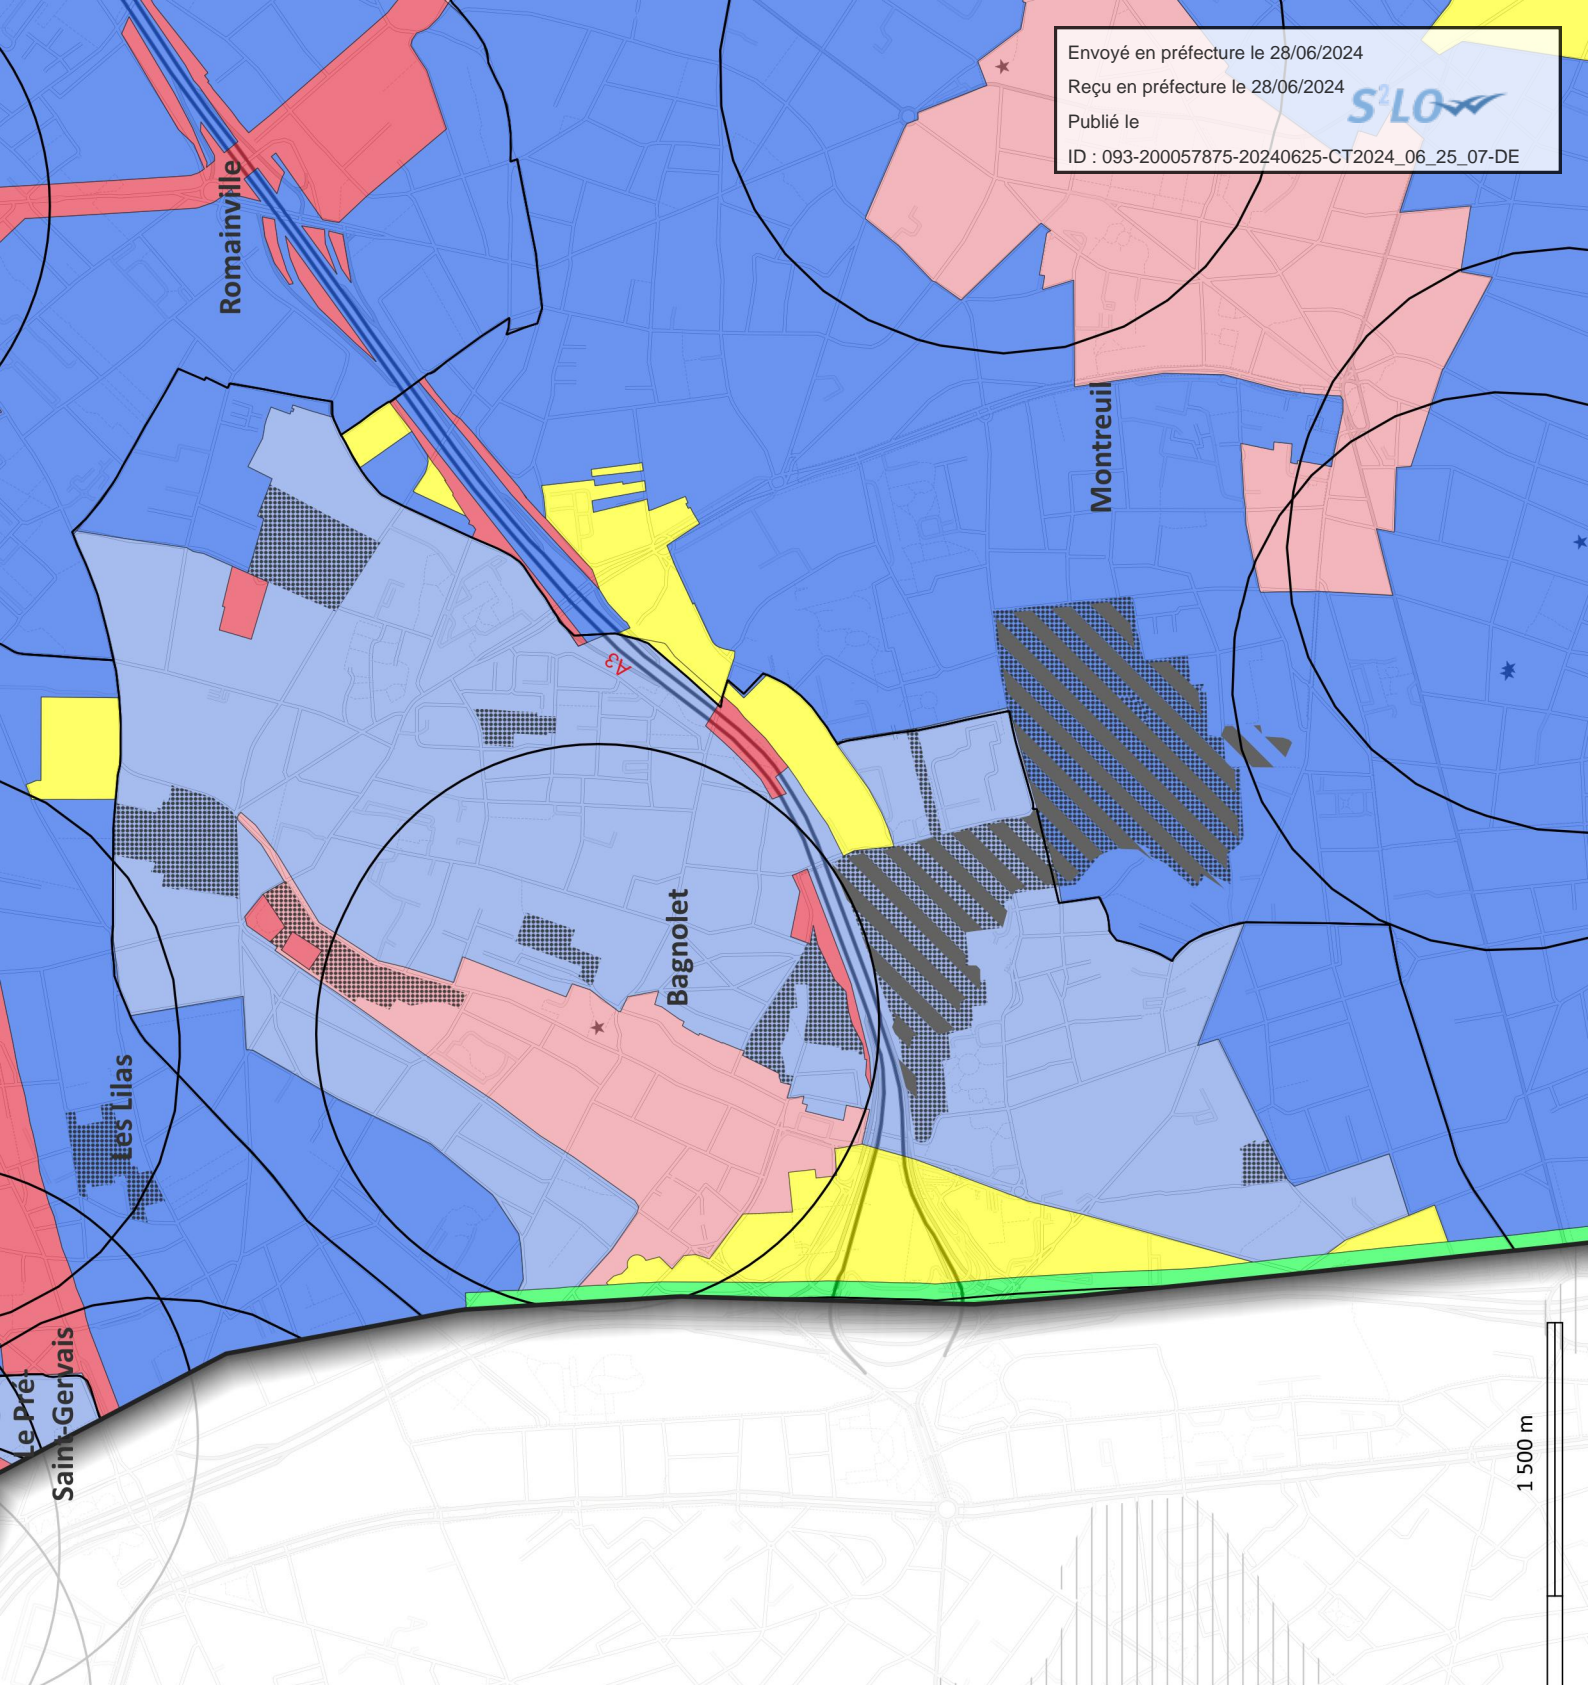 Envoyé en préfecture le 28/06/2024
Reçu en préfecture le 28/06/2024
Publié le
S²LO
ID : 093-200057875-20240625-CT2024_06_25_07-DE
Romainville
Montreuil
A3
Bagnolet
Les Lilas
Le Pré-
Saint-Gervais
1 500 m